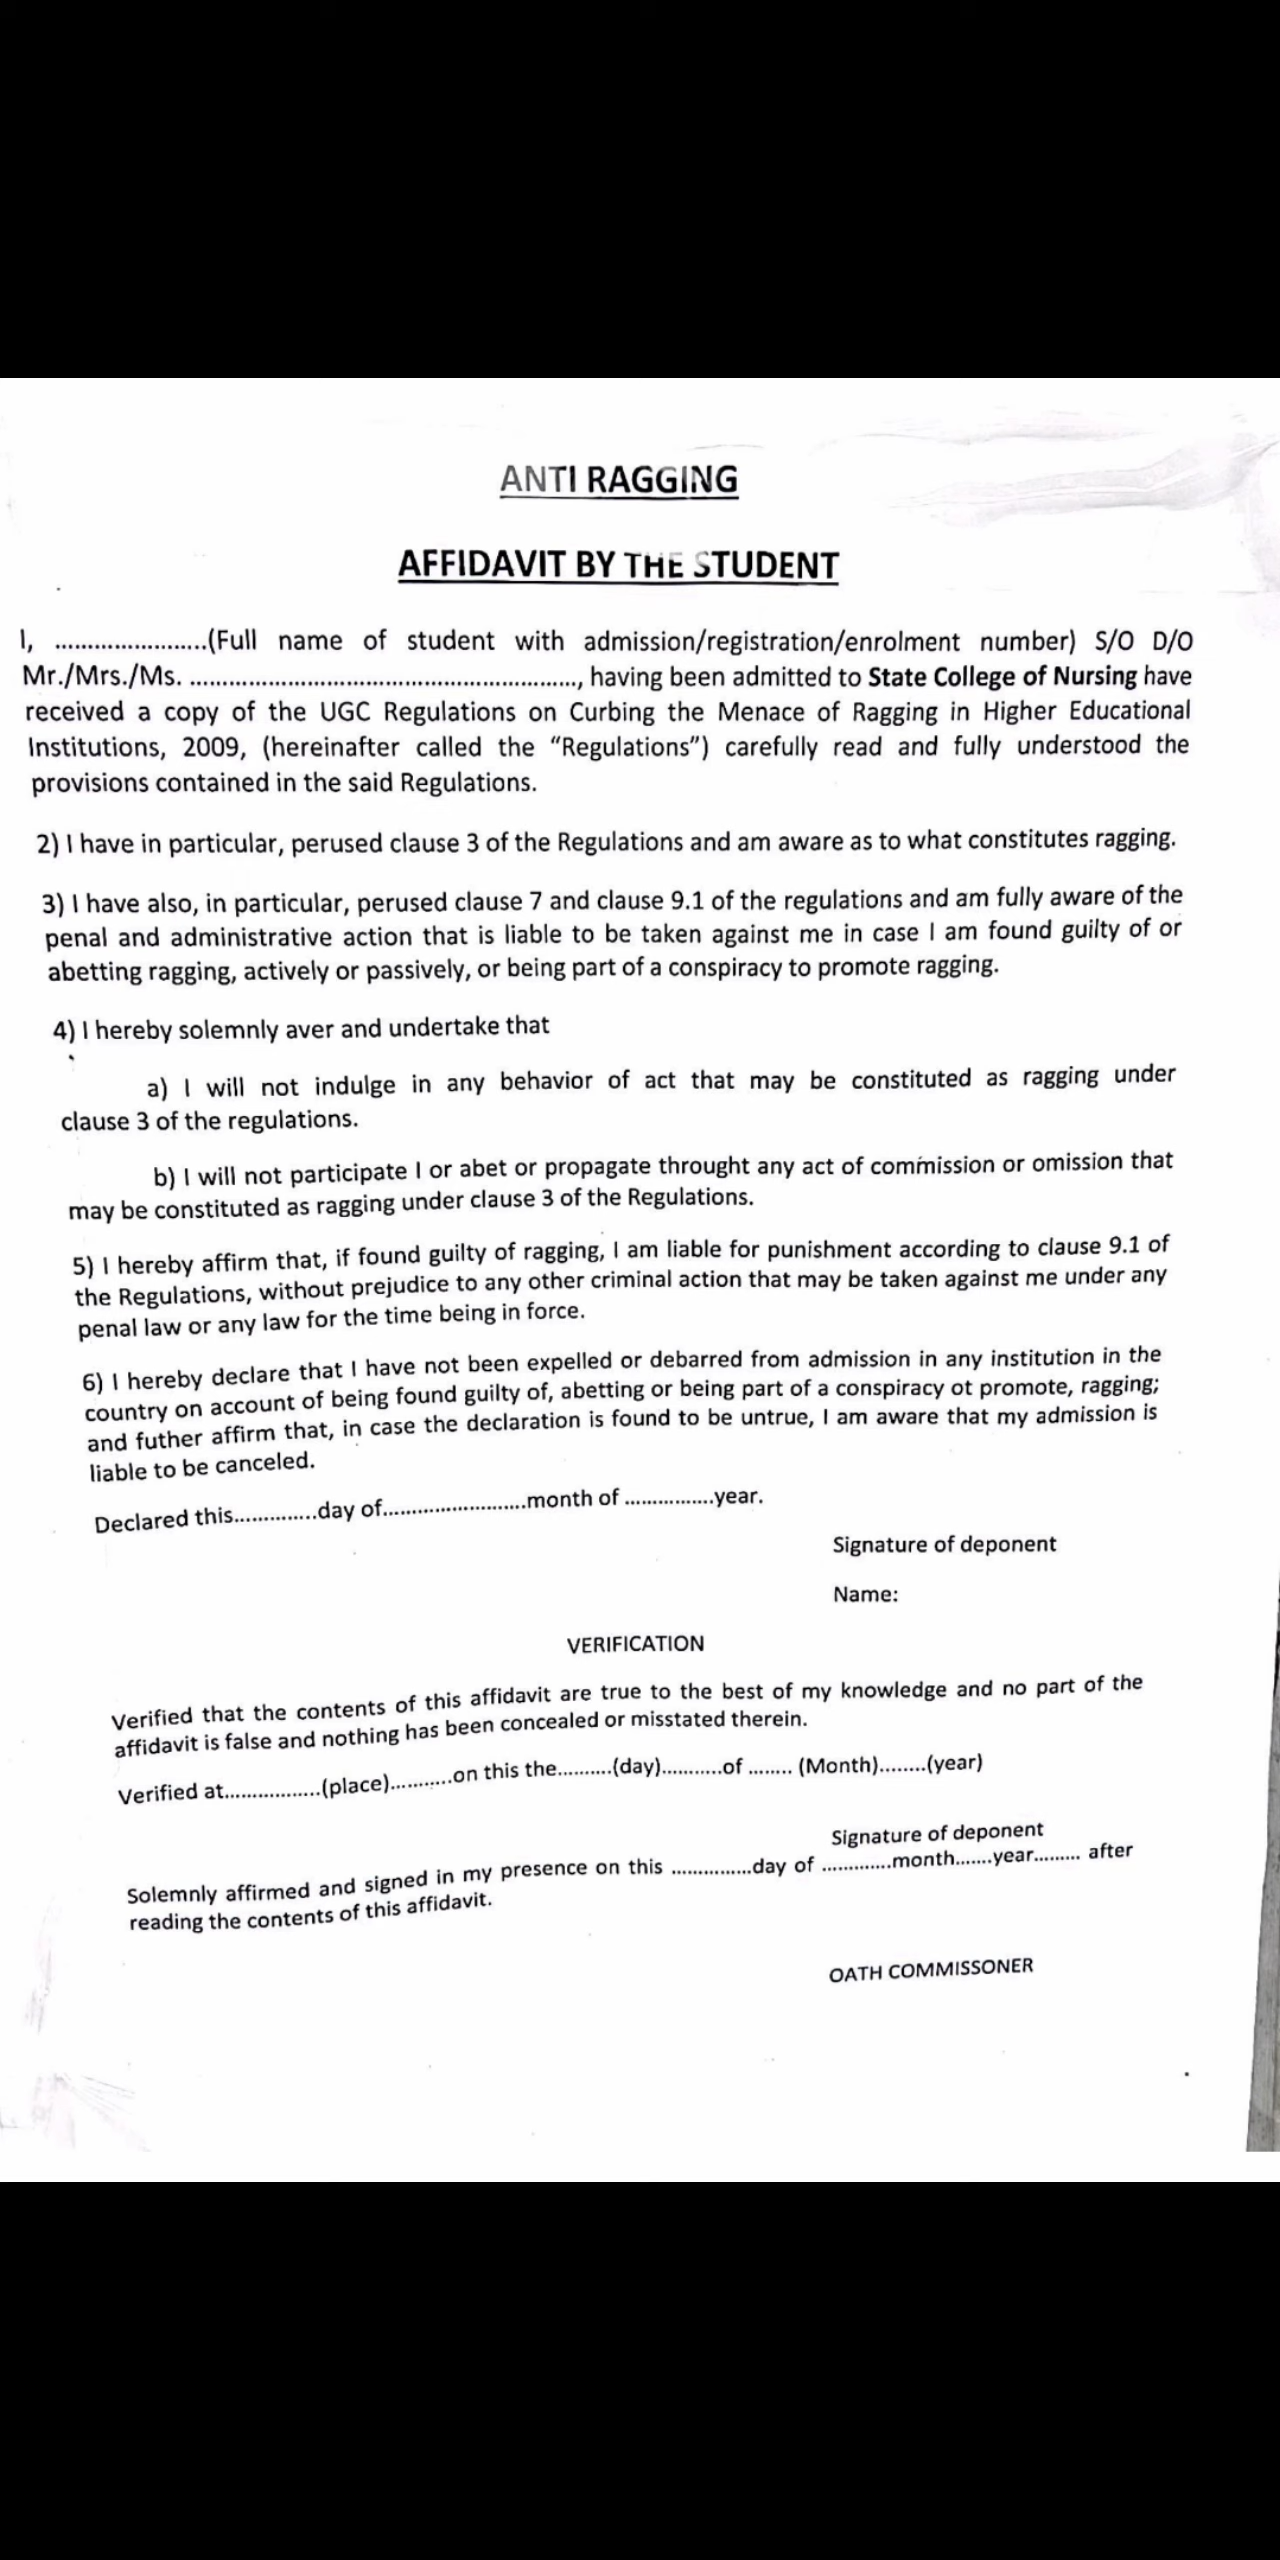 ANTI RAGGING
AFFIDAVIT BY THE STUDENT
I, .......................(Full name of student with admission/registration/enrolment number) S/O D/O
Mr./Mrs./Ms. ..........................................................., having been admitted to State College of Nursing have
received a copy of the UGC Regulations on Curbing the Menace of Ragging in Higher Educational
Institutions, 2009, (hereinafter called the “Regulations”) carefully read and fully understood the
provisions contained in the said Regulations.
2) I have in particular, perused clause 3 of the Regulations and am aware as to what constitutes ragging.
3) I have also, in particular, perused clause 7 and clause 9.1 of the regulations and am fully aware of the
penal and administrative action that is liable to be taken against me in case I am found guilty of or
abetting ragging, actively or passively, or being part of a conspiracy to promote ragging.
4) I hereby solemnly aver and undertake that
a) I will not indulge in any behavior of act that may be constituted as ragging under
clause 3 of the regulations.
b) I will not participate I or abet or propagate throught any act of commission or omission that
may be constituted as ragging under clause 3 of the Regulations.
5) I hereby affirm that, if found guilty of ragging, I am liable for punishment according to clause 9.1 of
the Regulations, without prejudice to any other criminal action that may be taken against me under any
penal law or any law for the time being in force.
6) I hereby declare that I have not been expelled or debarred from admission in any institution in the
country on account of being found guilty of, abetting or being part of a conspiracy ot promote, ragging;
and futher affirm that, in case the declaration is found to be untrue, I am aware that my admission is
liable to be canceled.
Declared this..............day of........................month of ...............year.
Signature of deponent
Name:
VERIFICATION
Verified that the contents of this affidavit are true to the best of my knowledge and no part of the
affidavit is false and nothing has been concealed or misstated therein.
Verified at.................(place)...........on this the.........(day)..........of ........ (Month)........(year)
Signature of deponent
Solemnly affirmed and signed in my presence on this ..............day of ............month.......year......... after
reading the contents of this affidavit.
OATH COMMISSONER